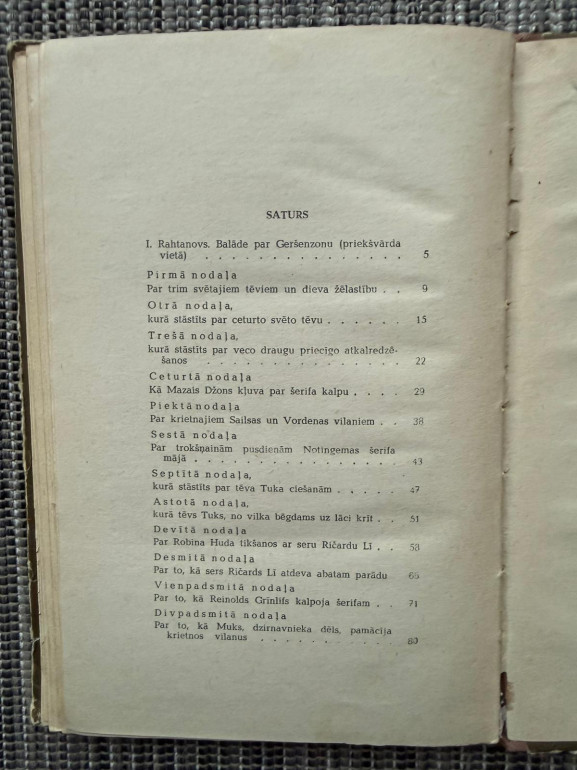 SATURS
I. Rahtanovs. Balāde par Geršenzonu (priekšvārda
vietā) . . . . . . . . . . . . . . . 5
Pirmā nodaļa
Par trim svētajiem tēviem un dieva žēlastību . . 9
Otrā nodaļa,
kurā stāstīts par ceturto svēto tēvu . . . . . . 15
Trešā nodaļa,
kurā stāstīts par veco draugu priecīgo atkalredzē-
šanos . . . . . . . . . . . . . . 22
Ceturtā nodaļa
Kā Mazais Džons kļuva par šerifa kalpu . . . . 29
Piektā nodaļa
Par krietnajiem Sailsas un Vordenas vilaniem . . 38
Sestā nodaļa
Par trokšņainām pusdienām Notingemas šerifa
mājā . . . . . . . . . . . . . . 43
Septītā nodaļa,
kurā stāstīts par tēva Tuka ciešanām . . . . . 47
Astotā nodaļa,
kurā tēvs Tuks, no vilka bēgdams uz lāci krīt . . 51
Devītā nodaļa
Par Robina Huda tikšanos ar seru Ričardu Lī . . 58
Desmitā nodaļa
Par to, kā sers Ričards Lī atdeva abatam parādu 65
Vienpadsmitā nodaļa
Par to, kā Reinolds Grīnlifs kalpoja šerifam . . 71
Divpadsmitā nodaļa
Par to, kā Muks, dzirnavnieka dēls, pamācīja
krietnos vilanus . . . . . . . . . . 80